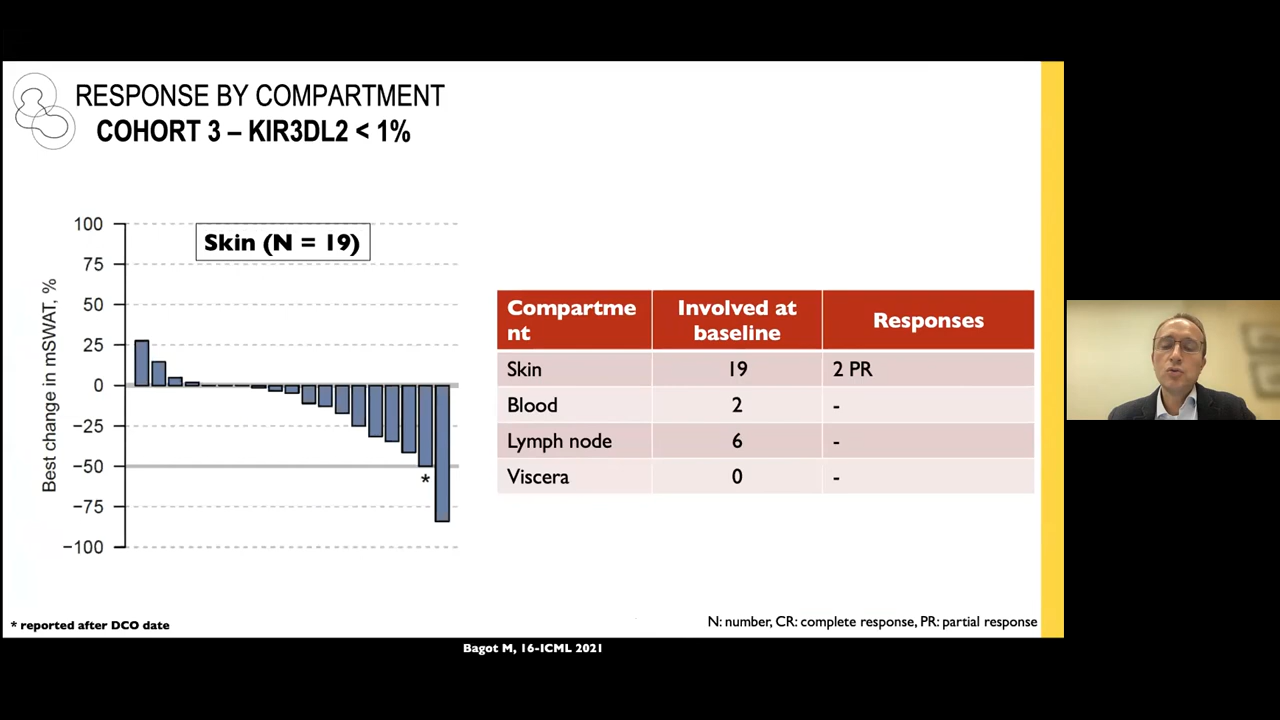 RESPONSE BY COMPARTMENT
COHORT 3 – KIR3DL2 < 1%
Skin (N = 19)
Best change in mSWAT, %
100
75
50
25
0
−25
−50
−75
−100
*
Compartme
nt
Involved at
baseline
Responses
Skin 19 2 PR
Blood 2 -
Lymph node 6 -
Viscera 0 -
* reported after DCO date
N: number, CR: complete response, PR: partial response
Bagot M, 16-ICML 2021